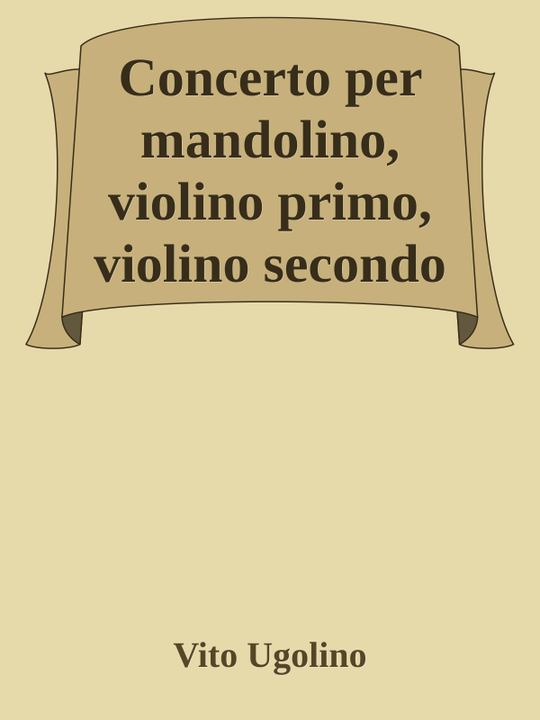 Concerto per
mandolino,
violino primo,
violino secondo
Vito Ugolino